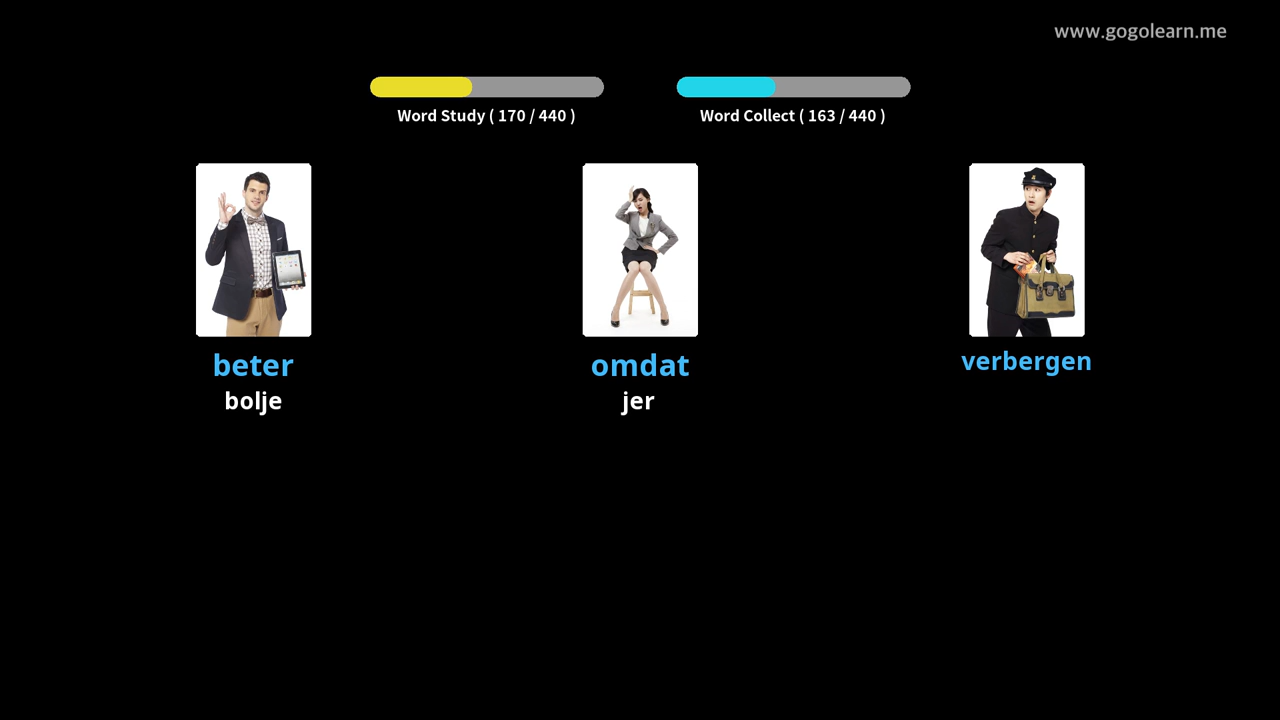 www.gogolearn.me
Word Study ( 170 / 440 )
Word Collect ( 163 / 440 )
beter
bolje
omdat
jer
verbergen